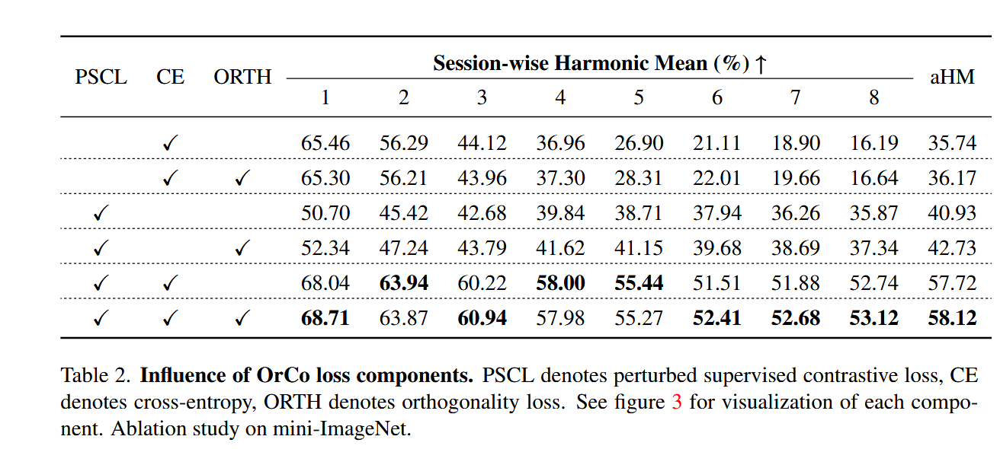 Session-wise Harmonic Mean (%) ↑
PSCL CE ORTH aHM
1 2 3 4 5 6 7 8
✓ 65.46 56.29 44.12 36.96 26.90 21.11 18.90 16.19 35.74
✓ ✓ 65.30 56.21 43.96 37.30 28.31 22.01 19.66 16.64 36.17
✓ 50.70 45.42 42.68 39.84 38.71 37.94 36.26 35.87 40.93
✓ ✓ 52.34 47.24 43.79 41.62 41.15 39.68 38.69 37.34 42.73
✓ ✓ 68.04 63.94 60.22 58.00 55.44 51.51 51.88 52.74 57.72
✓ ✓ ✓ 68.71 63.87 60.94 57.98 55.27 52.41 52.68 53.12 58.12
Table 2. Influence of OrCo loss components. PSCL denotes perturbed supervised contrastive loss, CE
denotes cross-entropy, ORTH denotes orthogonality loss. See figure 3 for visualization of each compo-
nent. Ablation study on mini-ImageNet.